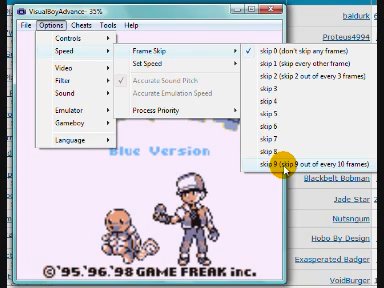 VisualBoyAdvance- 35%
baldurk
File Options Cheats Tools Help
Proteus4994
Controls
Speed
Video
Filter
Sound
Emulator
Gameboy
Language
Frame Skip
Set Speed
Accurate Sound Pitch
Accurate Emulation Speed
Process Priority
skip 0 (don't skip any frames)
skip 1 (skip every other frame)
skip 2 (skip 2 out of every 3 frames)
skip 3
skip 4
skip 5
skip 6
skip 7
skip 8
skip 9 (skip 9 out of every 10 frames)
Blue Version
Blackbelt Bobman
Jade Star
Nutsngum
Hobo By Design
Exasperated Badger
VoidBurger
©'95.'96.'98 GAME FREAK inc.